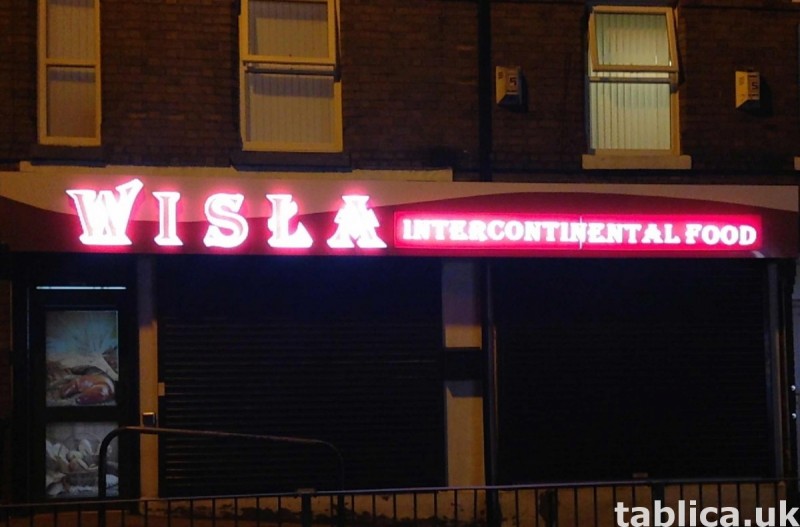 WISŁA INTERCONTINENTAL FOOD
tablica.uk